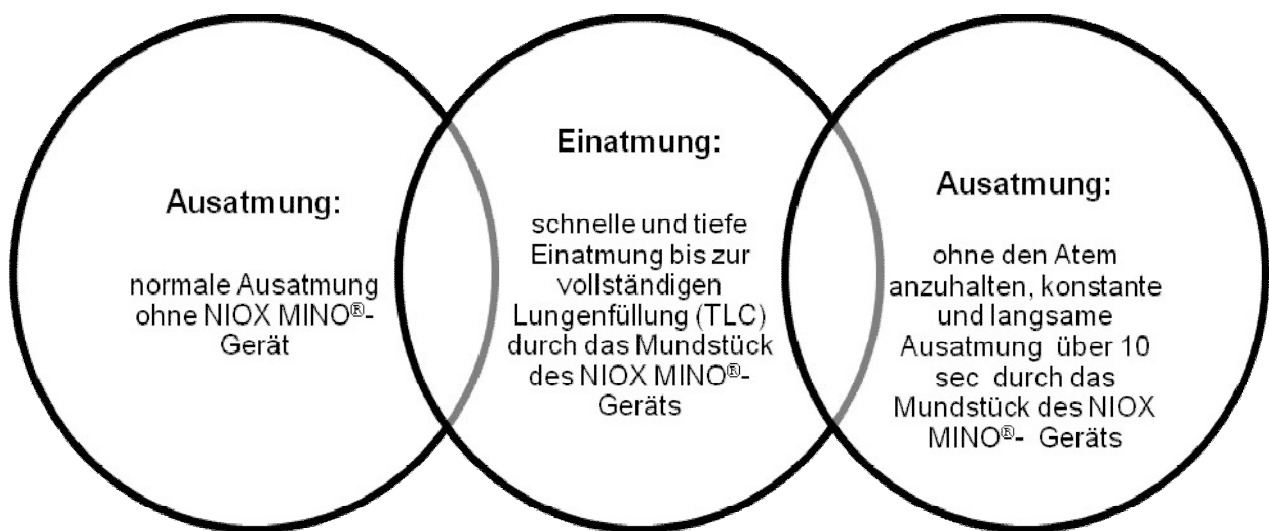 Ausatmung:
normale Ausatmung
ohne NIOX MINO®-
Gerät
Einatmung:
schnelle und tiefe
Einatmung bis zur
vollständigen
Lungenfüllung (TLC)
durch das Mundstück
des NIOX MINO®-
Geräts
Ausatmung:
ohne den Atem
anzuhalten, konstante
und langsame
Ausatmung über 10
sec durch das
Mundstück des NIOX
MINO®- Geräts